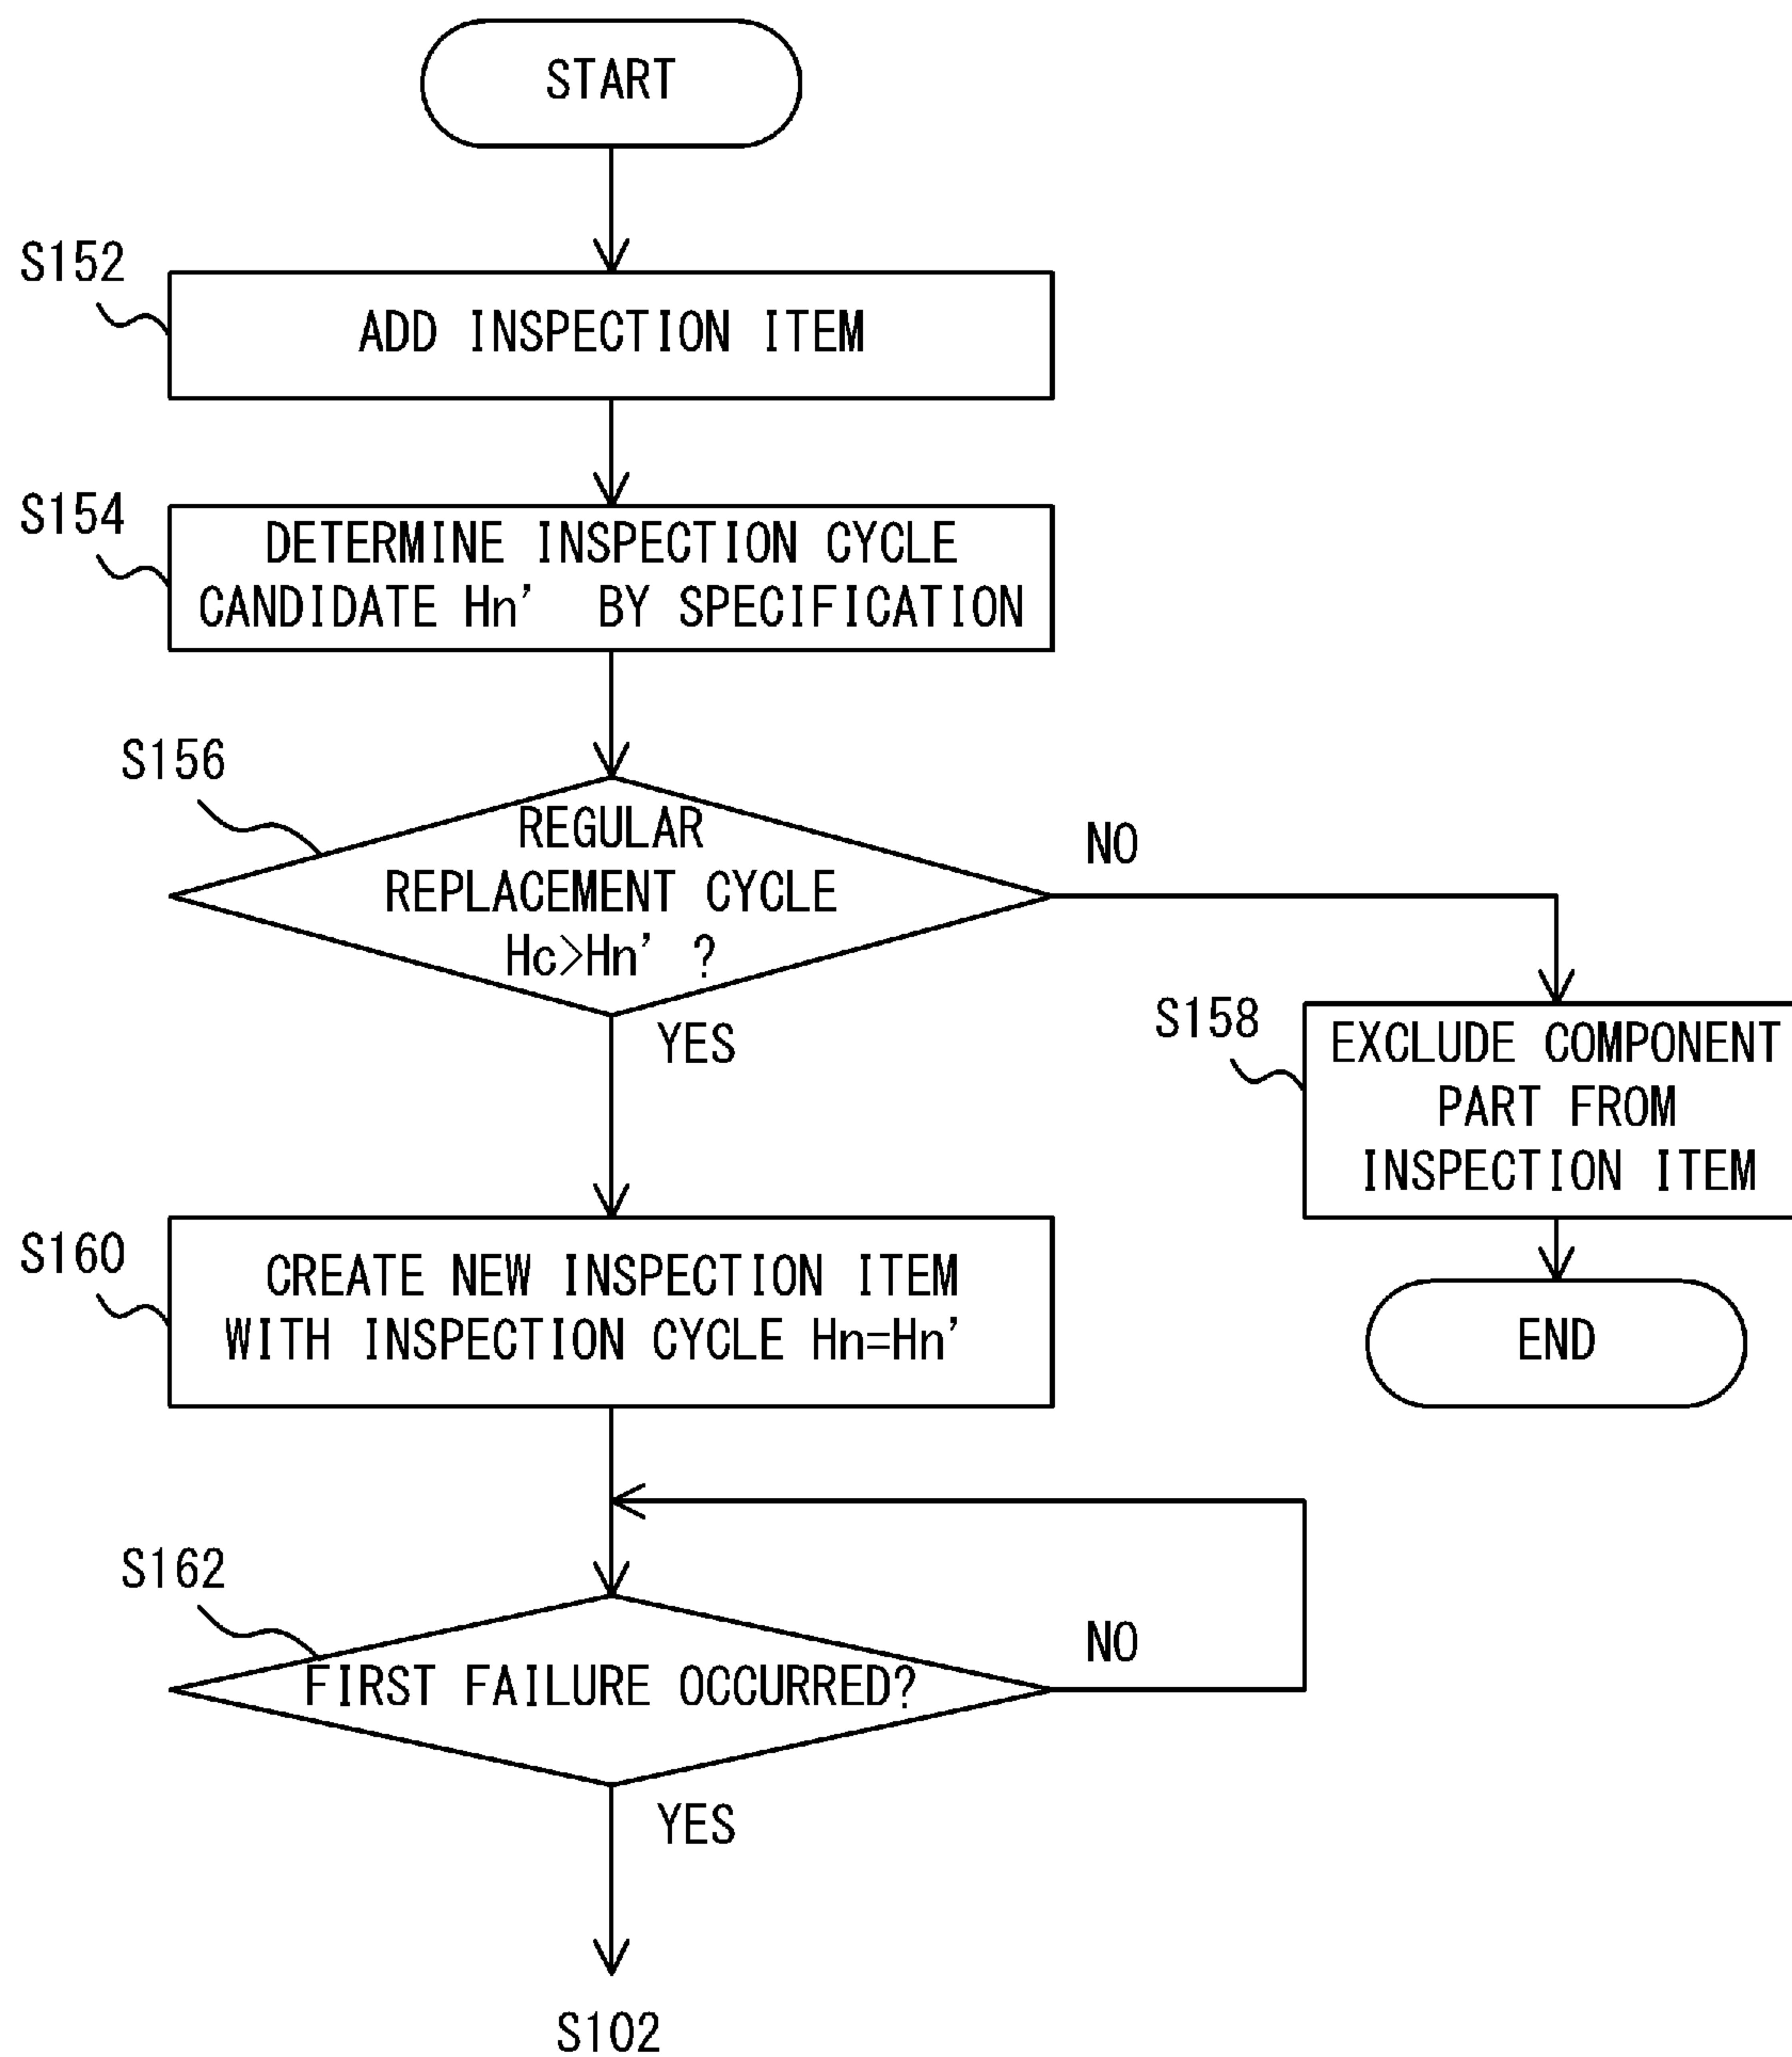 START
S152
ADD INSPECTION ITEM
S154
DETERMINE INSPECTION CYCLE
CANDIDATE Hn' BY SPECIFICATION
S156
REGULAR
REPLACEMENT CYCLE
Hc>Hn' ?
NO
YES
S158
EXCLUDE COMPONENT
PART FROM
INSPECTION ITEM
END
S160
CREATE NEW INSPECTION ITEM
WITH INSPECTION CYCLE Hn=Hn'
S162
FIRST FAILURE OCCURRED?
NO
YES
S102